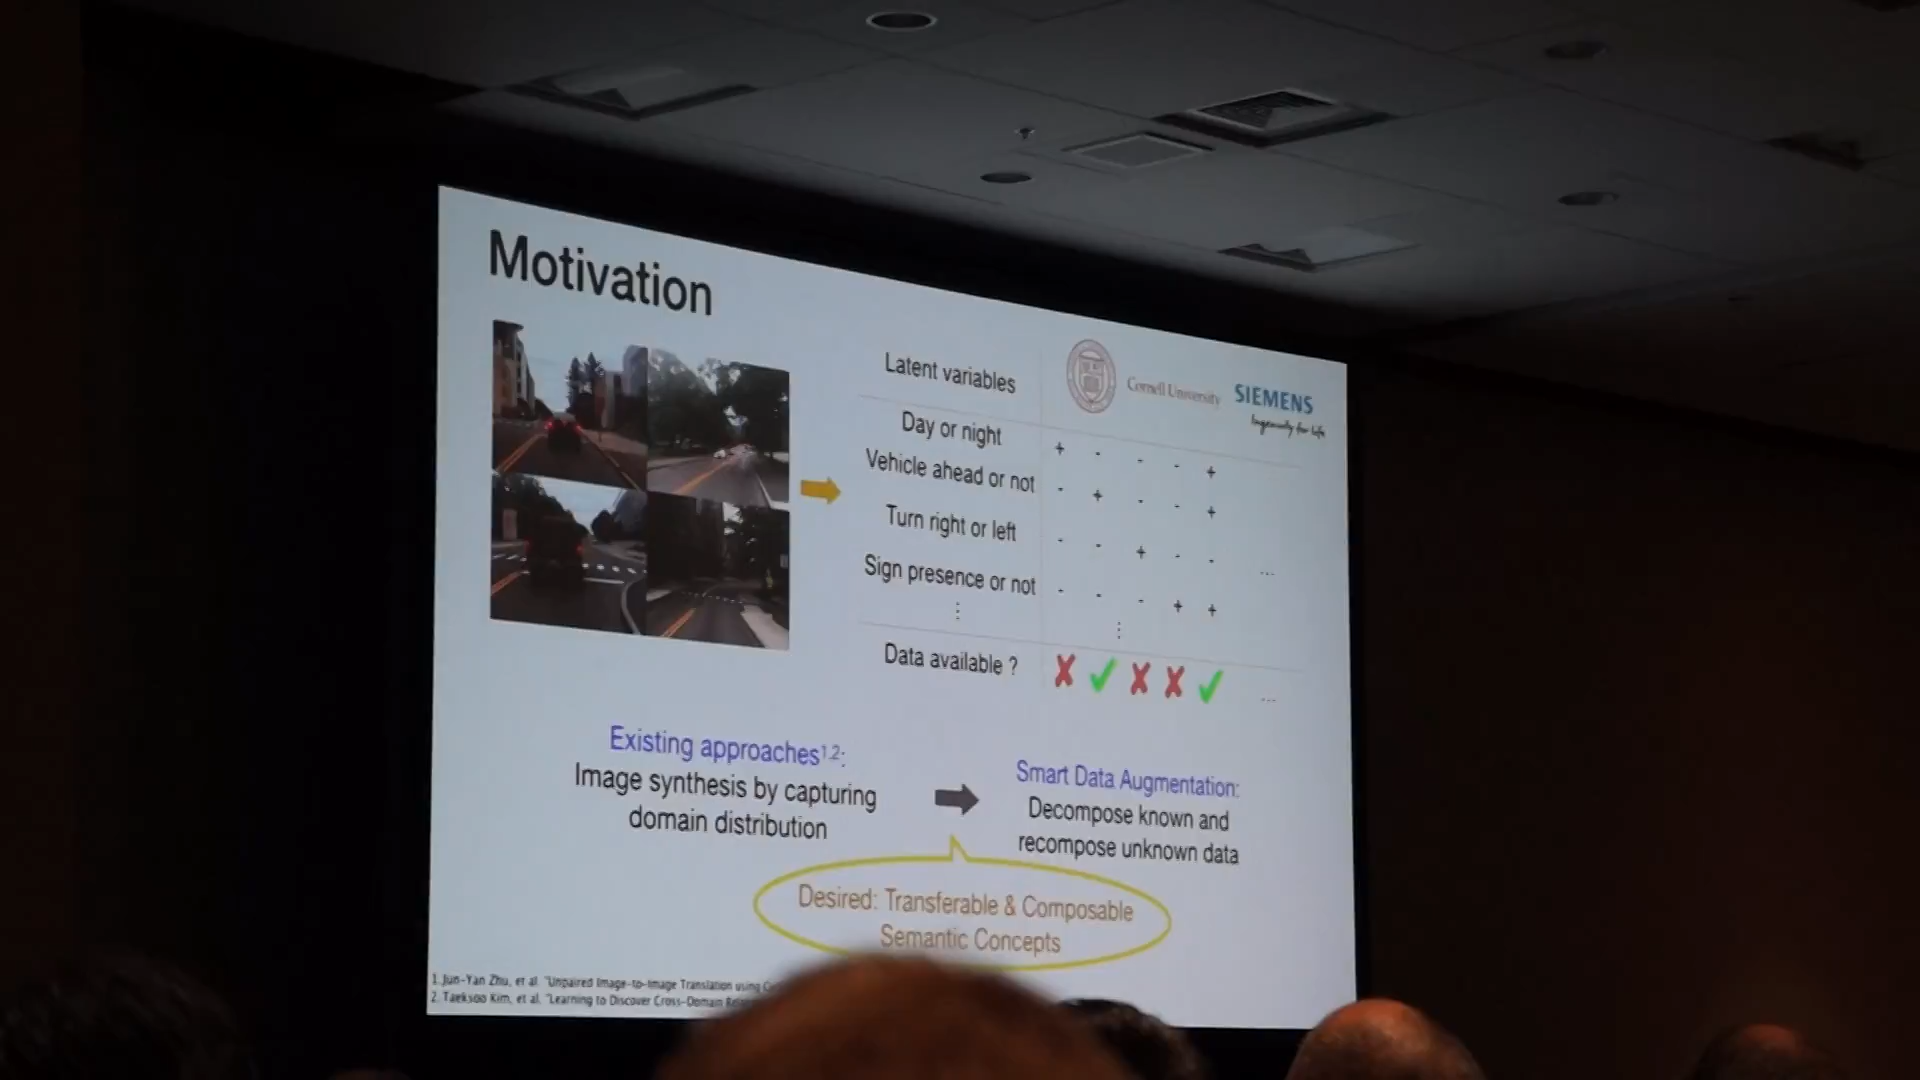 Motivation
Latent variables
Cornell University
SIEMENS
Ingenuity for life
Day or night + - - - +
Vehicle ahead or not - + - - +
Turn right or left - - + - - ...
Sign presence or not - - - + +
⋮ ⋮
Data available ? ✗ ✓ ✗ ✗ ✓ ...
Existing approaches1,2:
Image synthesis by capturing
domain distribution
Smart Data Augmentation:
Decompose known and
recompose unknown data
Desired: Transferable & Composable
Semantic Concepts
1. Jun-Yan Zhu, et al. "Unpaired Image-to-Image Translation using
2. Taeksoo Kim, et al. "Learning to Discover Cross-Domain